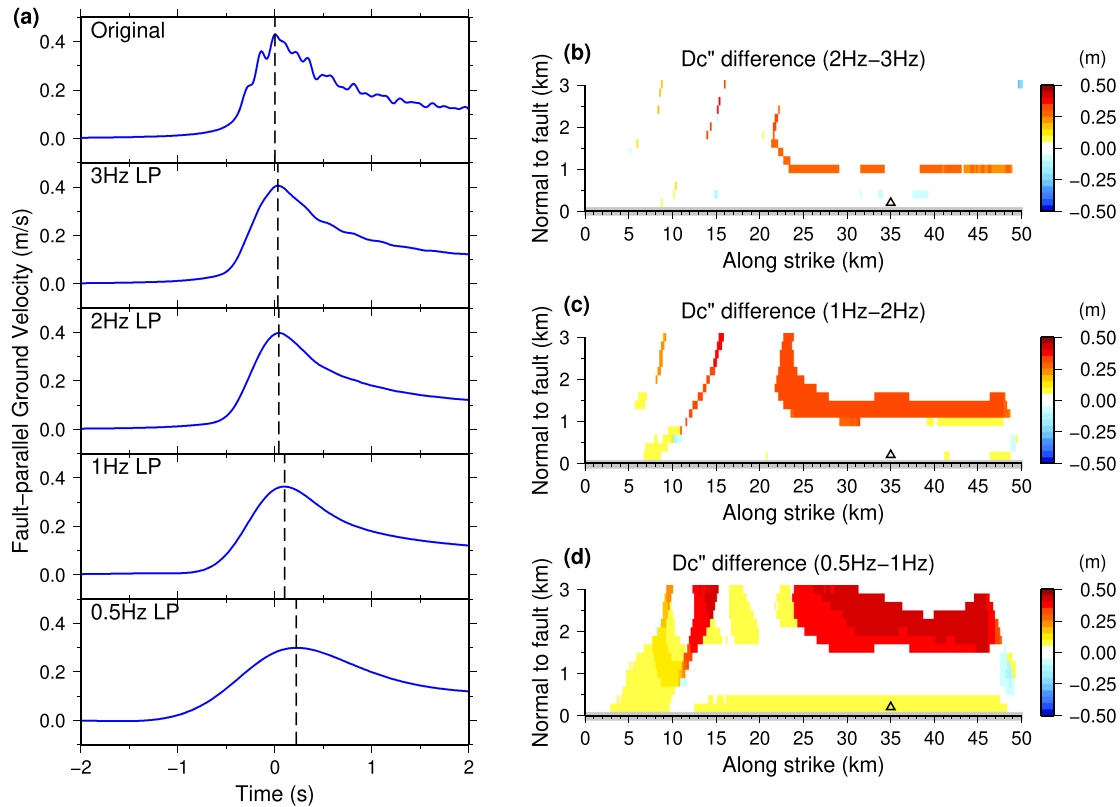 (a)
Fault−parallel Ground Velocity (m/s)
Original
0.4
0.2
0.0
3Hz LP
0.4
0.2
0.0
2Hz LP
0.4
0.2
0.0
1Hz LP
0.4
0.2
0.0
0.5Hz LP
0.4
0.2
0.0
−2 −1 0 1 2
Time (s)
(b)
Dc" difference (2Hz−3Hz)
(m)
Normal to fault (km)
3
2
1
0
0 5 10 15 20 25 30 35 40 45 50
Along strike (km)
0.50
0.25
0.00
−0.25
−0.50
(c)
Dc" difference (1Hz−2Hz)
(m)
Normal to fault (km)
3
2
1
0
0 5 10 15 20 25 30 35 40 45 50
Along strike (km)
0.50
0.25
0.00
−0.25
−0.50
(d)
Dc" difference (0.5Hz−1Hz)
(m)
Normal to fault (km)
3
2
1
0
0 5 10 15 20 25 30 35 40 45 50
Along strike (km)
0.50
0.25
0.00
−0.25
−0.50